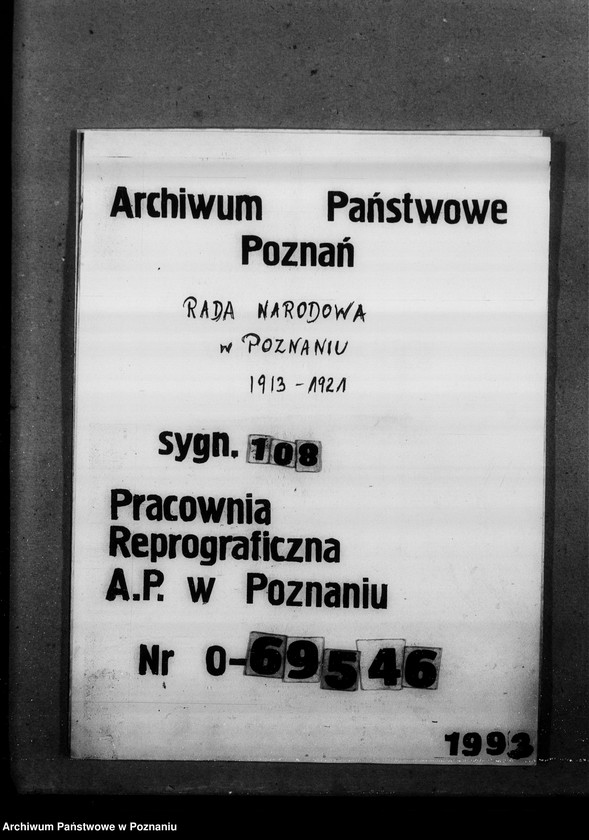 Archiwum Państwowe
Poznań
RADA NARODOWA
w POZNANIU
1913-1921
sygn. 108
Pracownia
Reprograficzna
A.P. w Poznaniu
Nr 0-69546
1993
Archiwum Państwowe w Poznaniu